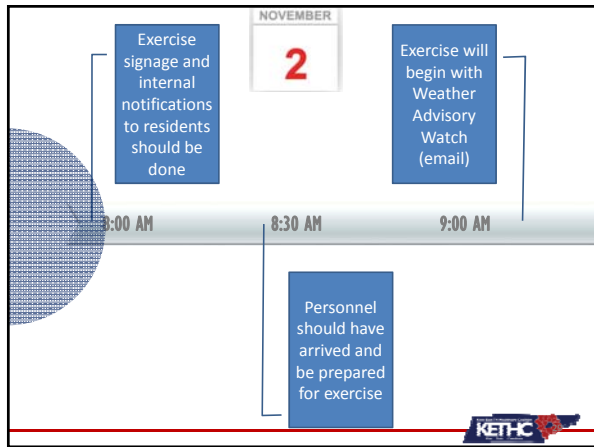 NOVEMBER
2
Exercise
signage and
internal
notifications
to residents
should be
done
Exercise will
begin with
Weather
Advisory
Watch
(email)
8:00 AM
8:30 AM
9:00 AM
Personnel
should have
arrived and
be prepared
for exercise
KETHC